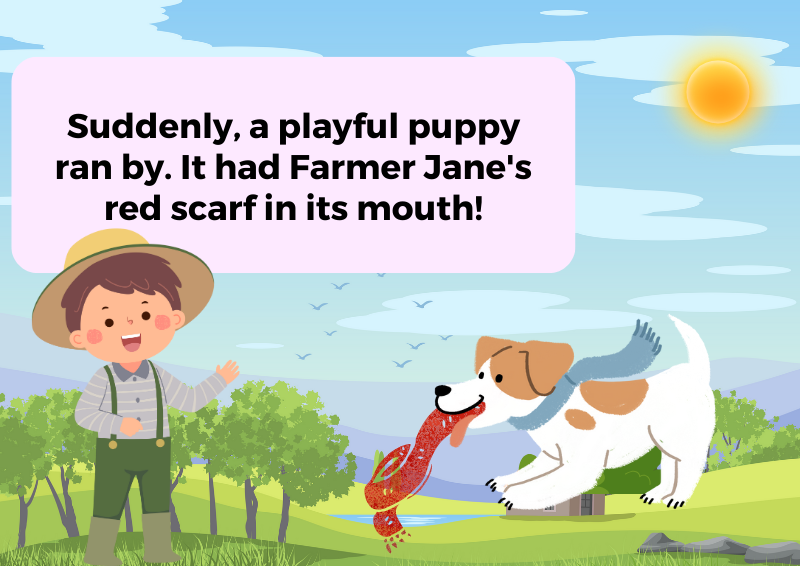 Suddenly, a playful puppy
ran by. It had Farmer Jane's
red scarf in its mouth!